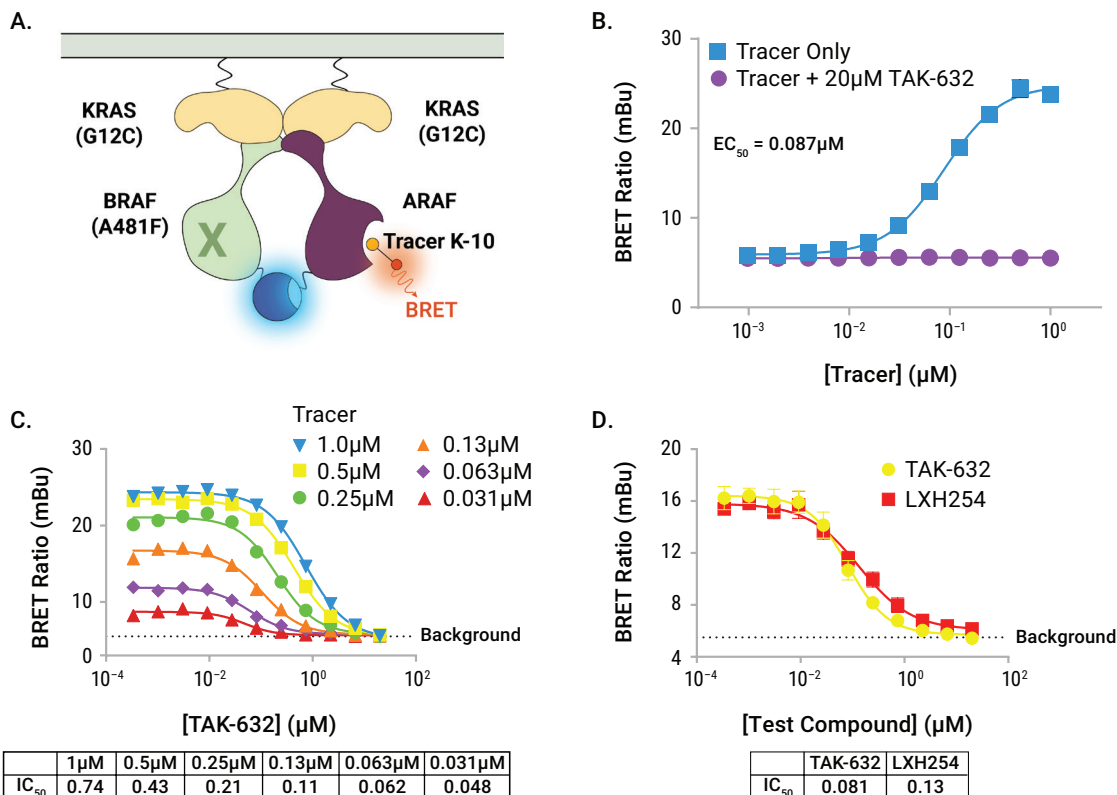 A.
KRAS
(G12C)
KRAS
(G12C)
BRAF
(A481F)
X
ARAF
Tracer K-10
BRET
B.
BRET Ratio (mBu)
30
20
10
0
Tracer Only
Tracer + 20µM TAK-632
EC50 = 0.087µM
10⁻³
10⁻²
10⁻¹
10⁰
[Tracer] (µM)
C.
Tracer
1.0µM
0.13µM
0.5µM
0.063µM
0.25µM
0.031µM
BRET Ratio (mBu)
30
20
10
0
Background
10⁻⁴
10⁻²
10⁰
10²
[TAK-632] (µM)
1µM 0.5µM 0.25µM 0.13µM 0.063µM 0.031µM
IC50 0.74 0.43 0.21 0.11 0.062 0.048
D.
BRET Ratio (mBu)
20
16
12
8
4
TAK-632
LXH254
Background
10⁻⁴
10⁻²
10⁰
10²
[Test Compound] (µM)
TAK-632 LXH254
IC50 0.081 0.13